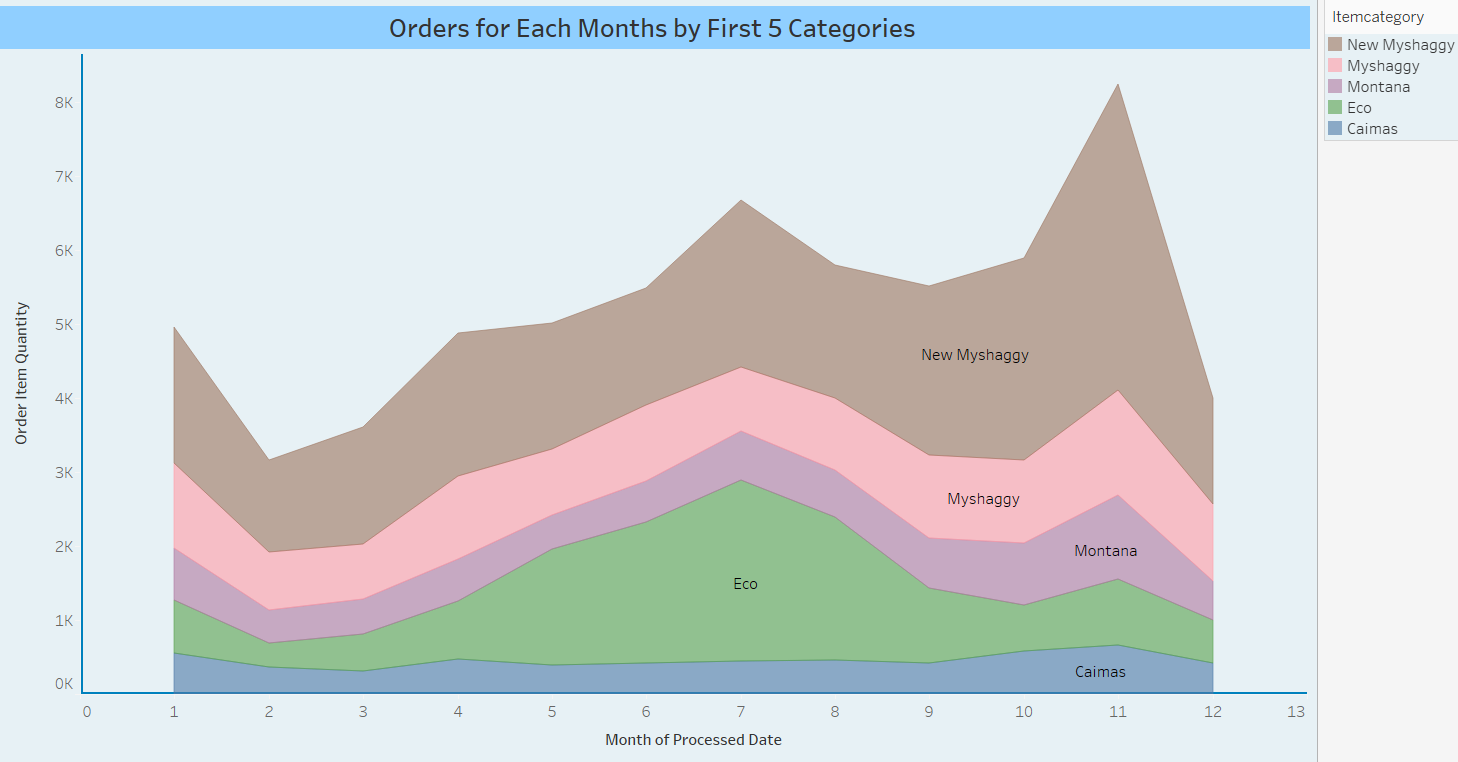 Orders for Each Months by First 5 Categories
Itemcategory
New Myshaggy
Myshaggy
Montana
Eco
Caimas
Order Item Quantity
8K
7K
6K
5K
4K
3K
2K
1K
0K
New Myshaggy
Myshaggy
Montana
Eco
Caimas
0 1 2 3 4 5 6 7 8 9 10 11 12 13
Month of Processed Date